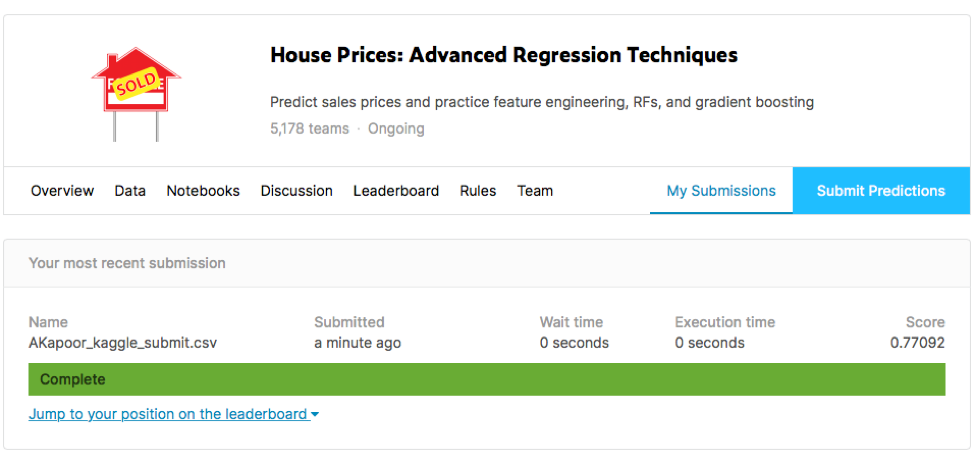 SOLD
House Prices: Advanced Regression Techniques
Predict sales prices and practice feature engineering, RFs, and gradient boosting
5,178 teams · Ongoing
Overview Data Notebooks Discussion Leaderboard Rules Team My Submissions Submit Predictions
Your most recent submission
Name Submitted Wait time Execution time Score
AKapoor_kaggle_submit.csv a minute ago 0 seconds 0 seconds 0.77092
Complete
Jump to your position on the leaderboard